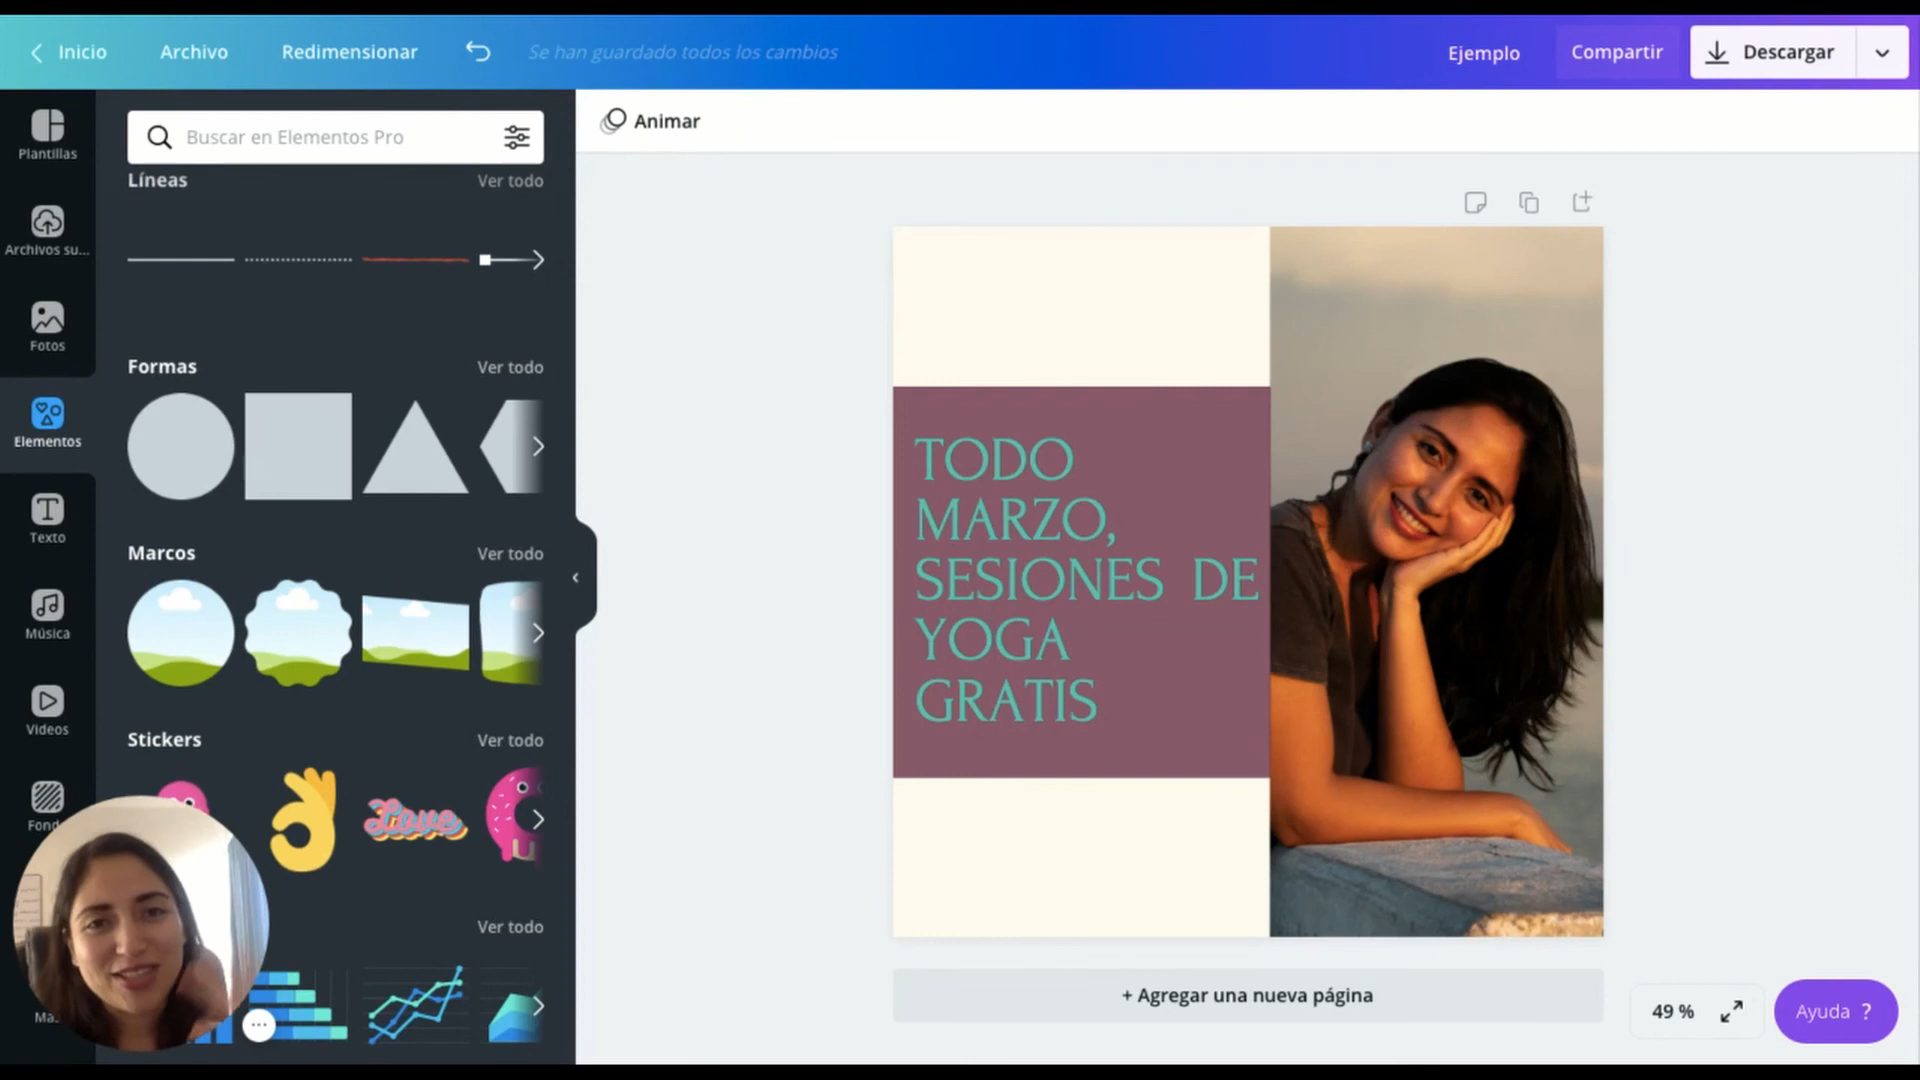 Inicio
Archivo
Redimensionar
Se han guardado todos los cambios
Ejemplo
Compartir
Descargar
Plantillas
Archivos su...
Fotos
Elementos
Texto
Música
Videos
Buscar en Elementos Pro
Líneas
Ver todo
Formas
Ver todo
Marcos
Ver todo
Stickers
Ver todo
Love
Ver todo
Animar
TODO
MARZO,
SESIONES DE
YOGA
GRATIS
+ Agregar una nueva página
49 %
Ayuda ?